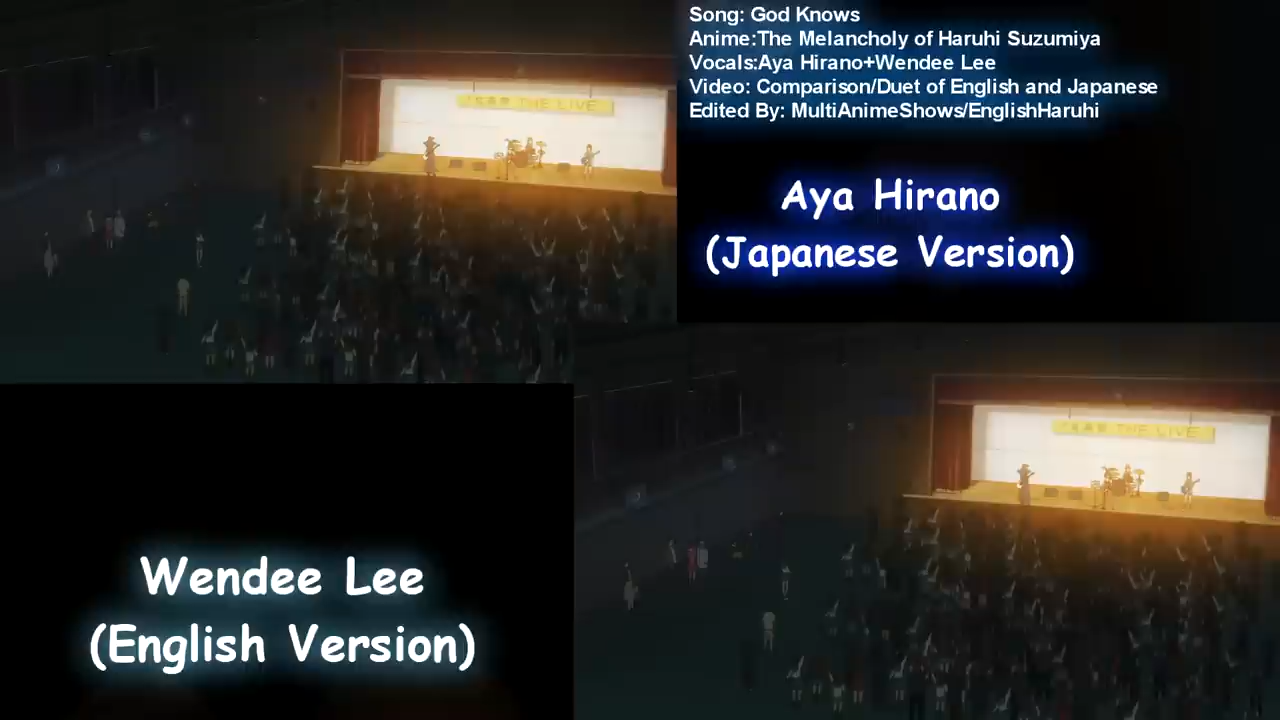 Song: God Knows
Anime:The Melancholy of Haruhi Suzumiya
Vocals:Aya Hirano+Wendee Lee
Video: Comparison/Duet of English and Japanese
Edited By: MultiAnimeShows/EnglishHaruhi
THE LIVE
Aya Hirano
(Japanese Version)
THE LIVE
Wendee Lee
(English Version)